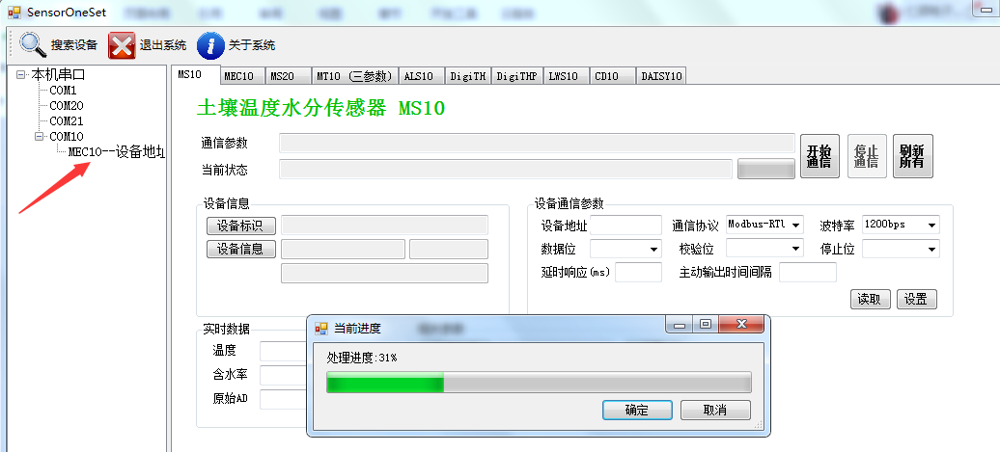 SensorOneSet
搜索设备 退出系统 关于系统
本机串口
COM1
COM20
COM21
COM10
MEC10--设备地址
MS10 MEC10 MS20 MT10 (三参数) ALS10 DigiTH DigiTHP LWS10 CD10 DAISY10
土壤温度水分传感器 MS10
通信参数
当前状态
开始通信 停止通信 刷新所有
设备信息
设备标识
设备信息
设备通信参数
设备地址 通信协议 Modbus-RTU 波特率 1200bps
数据位 校验位 停止位
延时响应(ms) 主动输出时间间隔
读取 设置
实时数据
温度
含水率
原始AD
当前进度
处理进度:31%
确定 取消